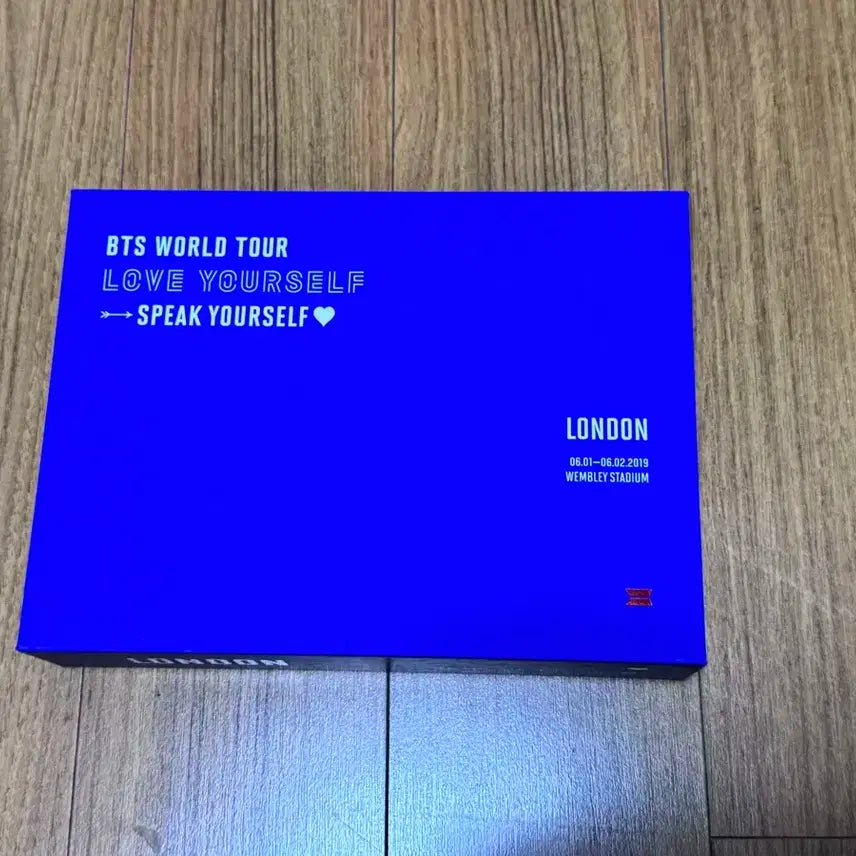 BTS WORLD TOUR
LOVE YOURSELF
SPEAK YOURSELF
LONDON
06.01—06.02.2019
WEMBLEY STADIUM
LONDON